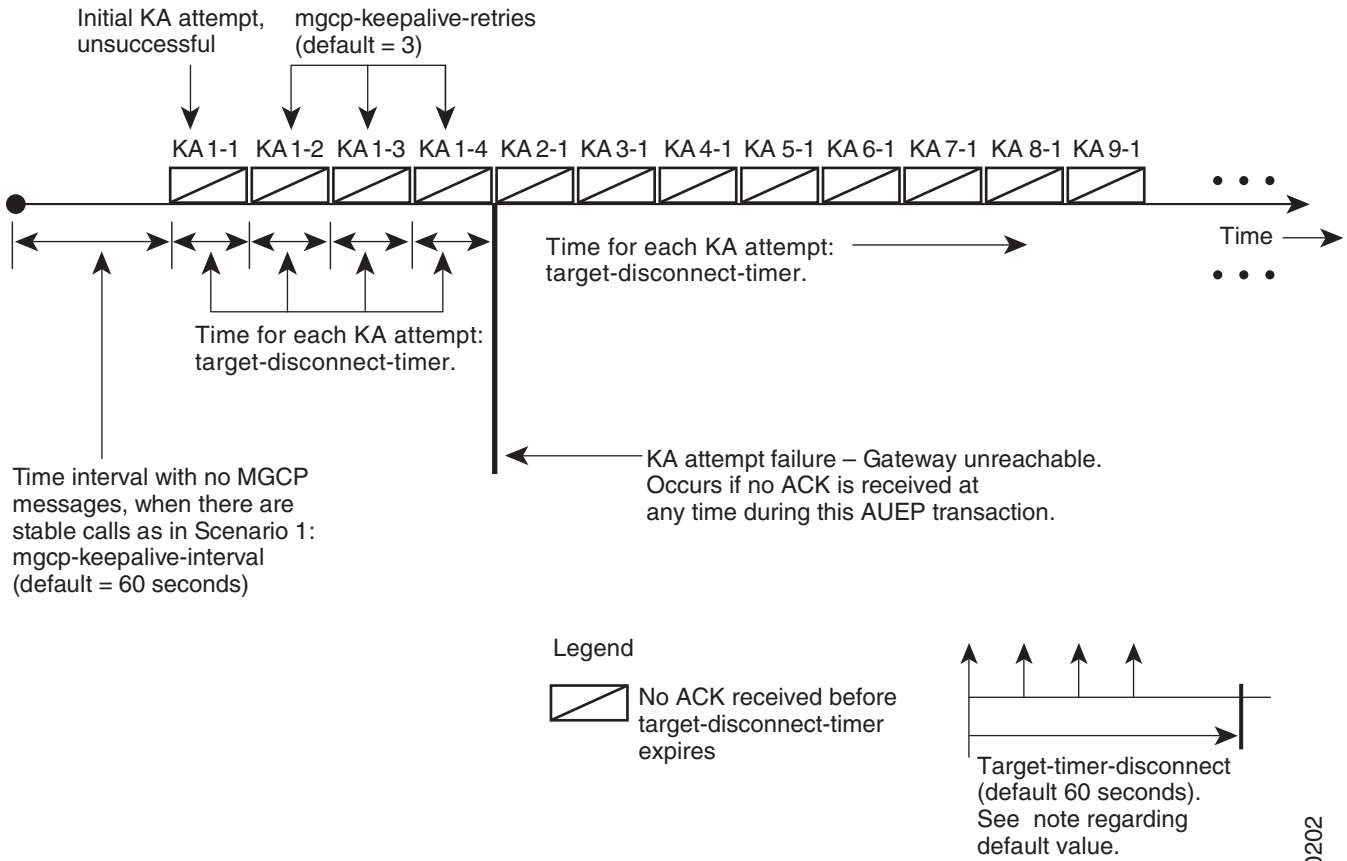 Initial KA attempt,
unsuccessful
mgcp-keepalive-retries
(default = 3)
KA 1-1 KA 1-2 KA 1-3 KA 1-4 KA 2-1 KA 3-1 KA 4-1 KA 5-1 KA 6-1 KA 7-1 KA 8-1 KA 9-1
Time
Time for each KA attempt:
target-disconnect-timer.
Time for each KA attempt:
target-disconnect-timer.
Time interval with no MGCP
messages, when there are
stable calls as in Scenario 1:
mgcp-keepalive-interval
(default = 60 seconds)
KA attempt failure – Gateway unreachable.
Occurs if no ACK is received at
any time during this AUEP transaction.
Legend
No ACK received before
target-disconnect-timer
expires
Target-timer-disconnect
(default 60 seconds).
See note regarding
default value.